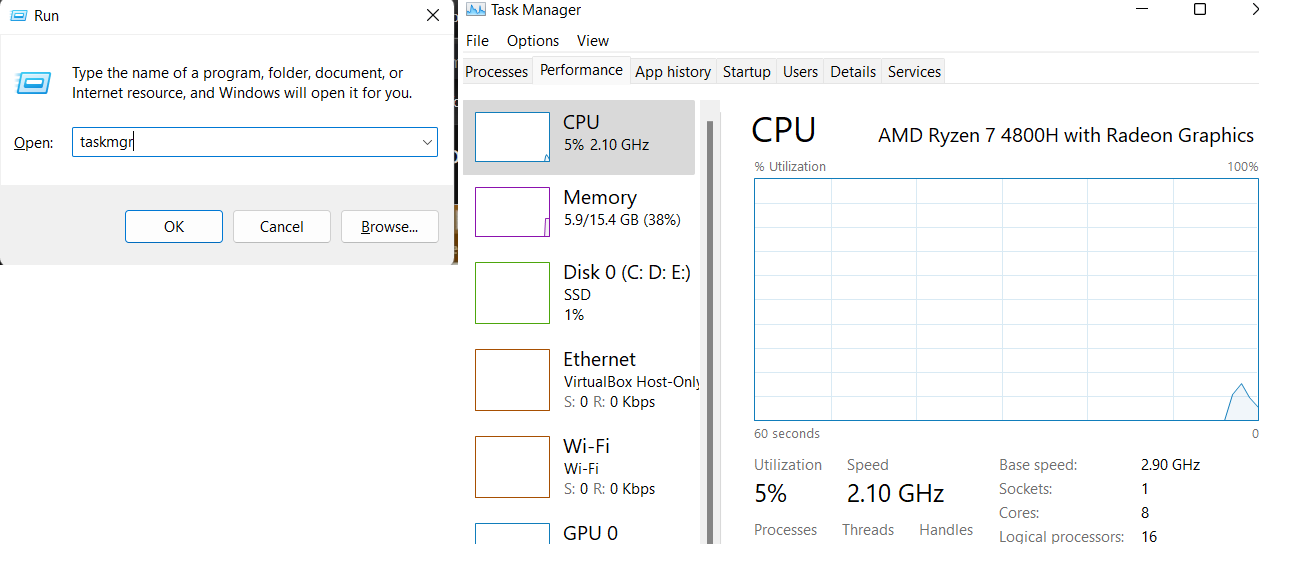 Run
Type the name of a program, folder, document, or
Internet resource, and Windows will open it for you.
Open: taskmgr
OK Cancel Browse...
Task Manager
File Options View
Processes Performance App history Startup Users Details Services
CPU
5% 2.10 GHz
Memory
5.9/15.4 GB (38%)
Disk 0 (C: D: E:)
SSD
1%
Ethernet
VirtualBox Host-Only
S: 0 R: 0 Kbps
Wi-Fi
Wi-Fi
S: 0 R: 0 Kbps
GPU 0
CPU AMD Ryzen 7 4800H with Radeon Graphics
% Utilization 100%
60 seconds 0
Utilization Speed
5% 2.10 GHz
Processes Threads Handles
Base speed: 2.90 GHz
Sockets: 1
Cores: 8
Logical processors: 16